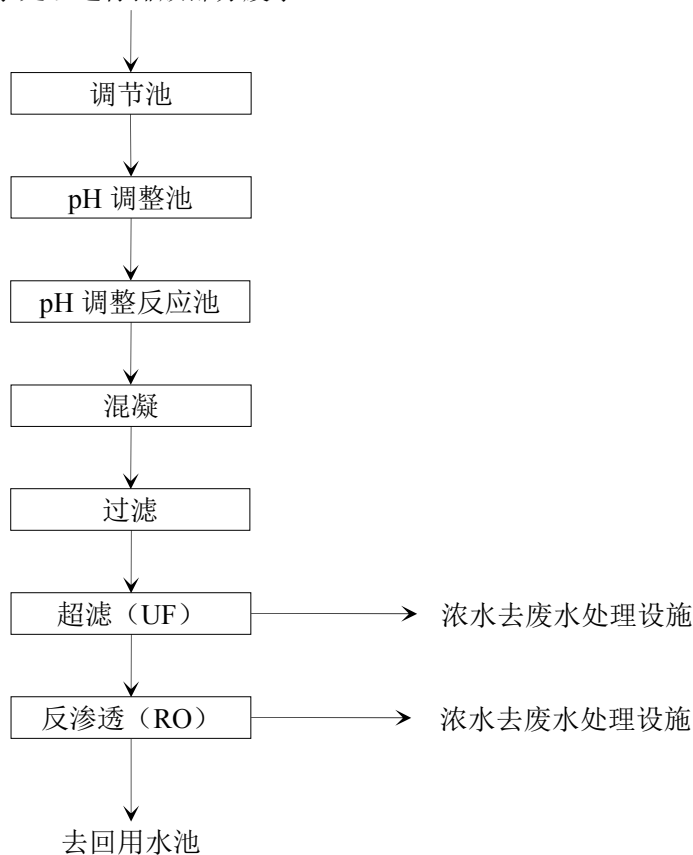 调节池
pH 调整池
pH 调整反应池
混凝
过滤
超滤（UF）
浓水去废水处理设施
反渗透（RO）
浓水去废水处理设施
去回用水池